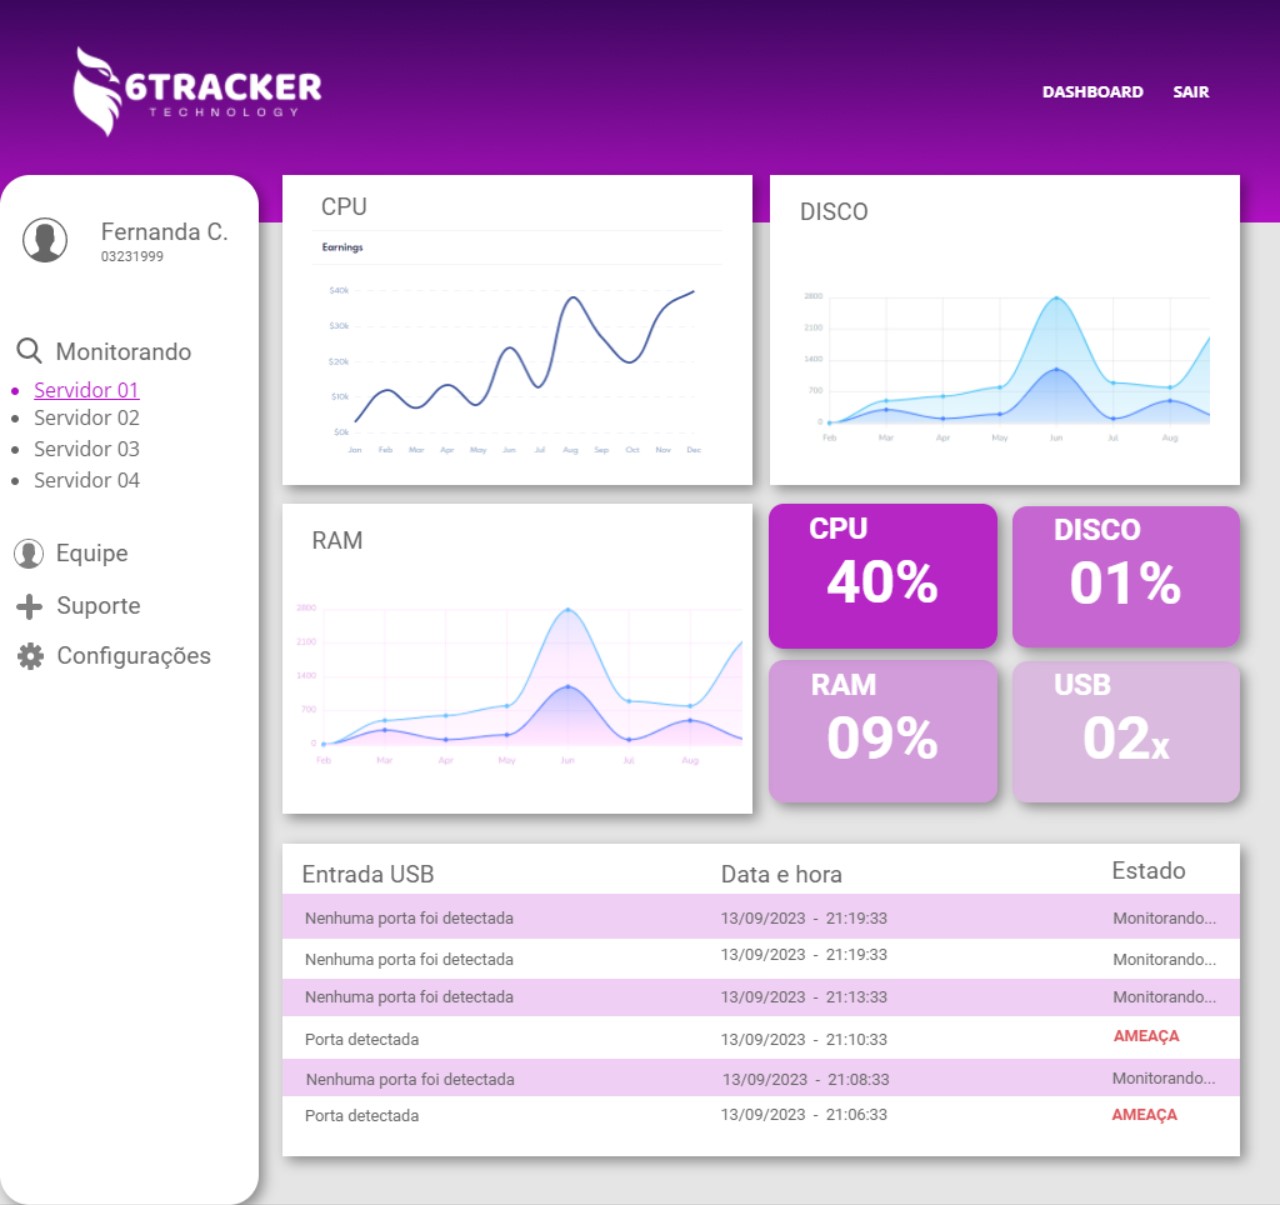 6TRACKER
TECHNOLOGY
DASHBOARD SAIR
Fernanda C.
03231999
Monitorando
Servidor 01
Servidor 02
Servidor 03
Servidor 04
Equipe
Suporte
Configurações
CPU
Earnings
$40k
$30k
$20k
$10k
$0k
Jan Feb Mar Apr May Jun Jul Aug Sep Oct Nov Dec
DISCO
2800
2100
1400
700
0
Feb Mar Apr May Jun Jul Aug
RAM
2800
2100
1400
700
0
Feb Mar Apr May Jun Jul Aug
CPU
40%
DISCO
01%
RAM
09%
USB
02x
Entrada USB Data e hora Estado
Nenhuma porta foi detectada 13/09/2023 - 21:19:33 Monitorando...
Nenhuma porta foi detectada 13/09/2023 - 21:19:33 Monitorando...
Nenhuma porta foi detectada 13/09/2023 - 21:13:33 Monitorando...
Porta detectada 13/09/2023 - 21:10:33 AMEAÇA
Nenhuma porta foi detectada 13/09/2023 - 21:08:33 Monitorando...
Porta detectada 13/09/2023 - 21:06:33 AMEAÇA